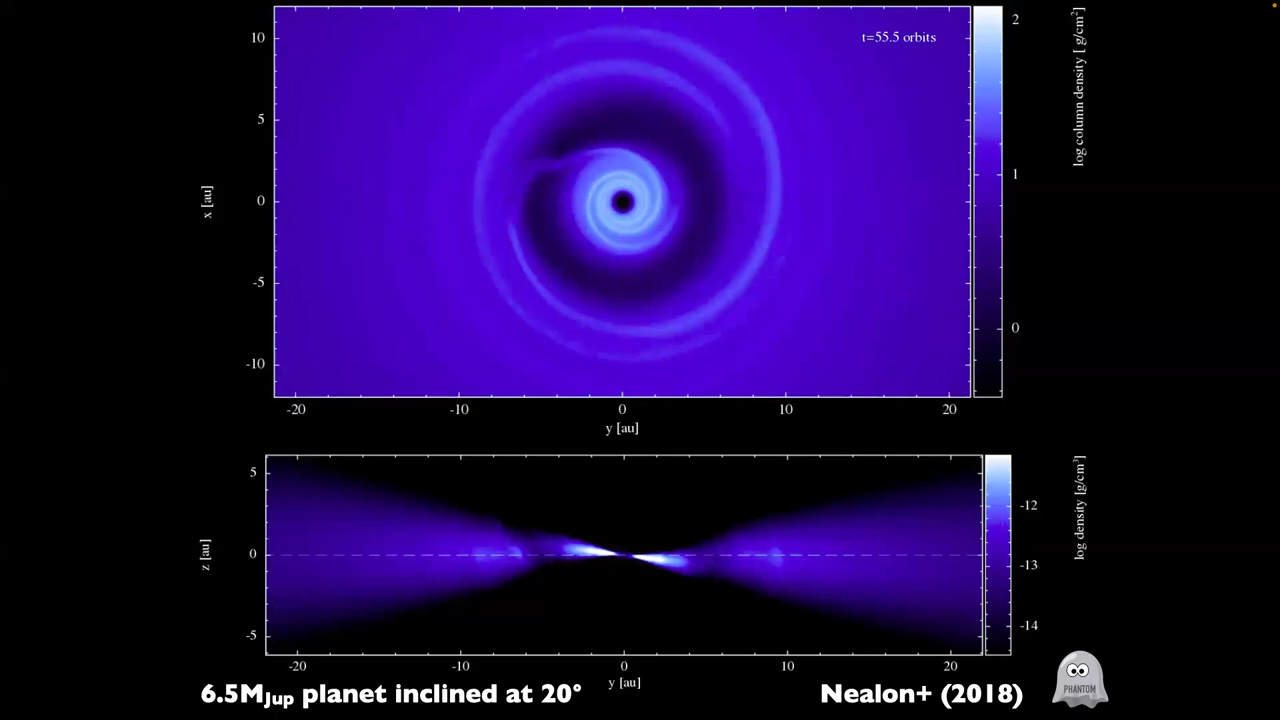 t=55.5 orbits
10
5
0
-5
-10
x [au]
-20
-10
0
10
20
y [au]
2
1
0
log column density [ g/cm²]
5
0
-5
z [au]
-20
-10
0
10
20
y [au]
-12
-13
-14
log density [g/cm³]
6.5MJup planet inclined at 20°
Nealon+ (2018)
PHANTOM